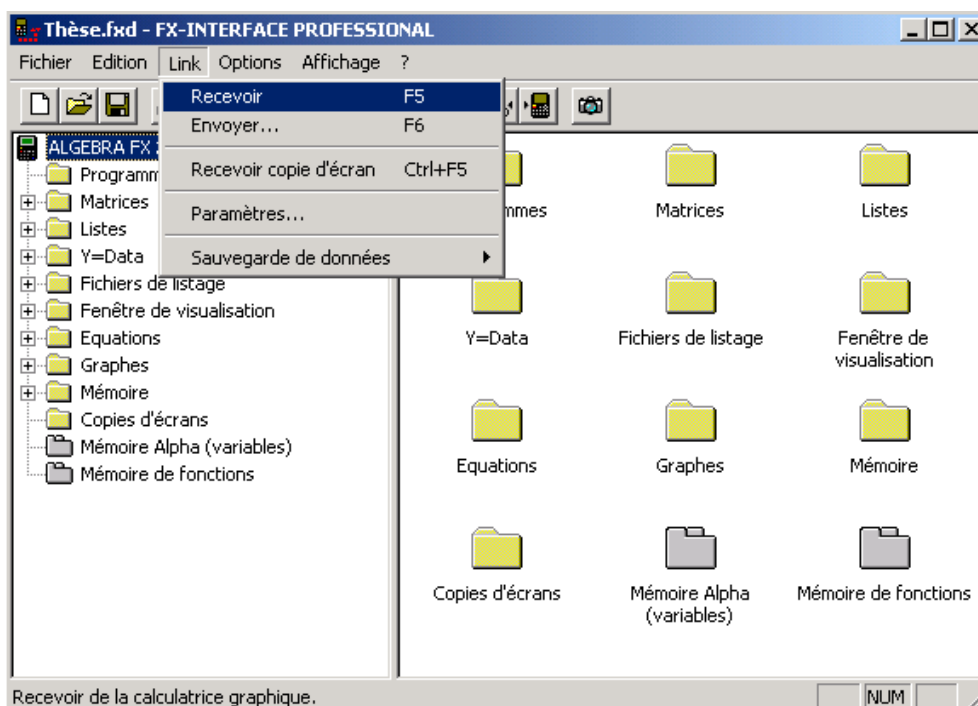 Thèse.fxd - FX-INTERFACE PROFESSIONAL
Fichier Edition Link Options Affichage ?
Recevoir F5
Envoyer... F6
Recevoir copie d'écran Ctrl+F5
Paramètres...
Sauvegarde de données
ALGEBRA FX
Matrices
Listes
Y=Data
Fichiers de listage
Fenêtre de visualisation
Equations
Graphes
Mémoire
Copies d'écrans
Mémoire Alpha (variables)
Mémoire de fonctions
Matrices
Listes
Y=Data
Fichiers de listage
Fenêtre de
visualisation
Equations
Graphes
Mémoire
Copies d'écrans
Mémoire Alpha
(variables)
Mémoire de fonctions
Recevoir de la calculatrice graphique.
NUM